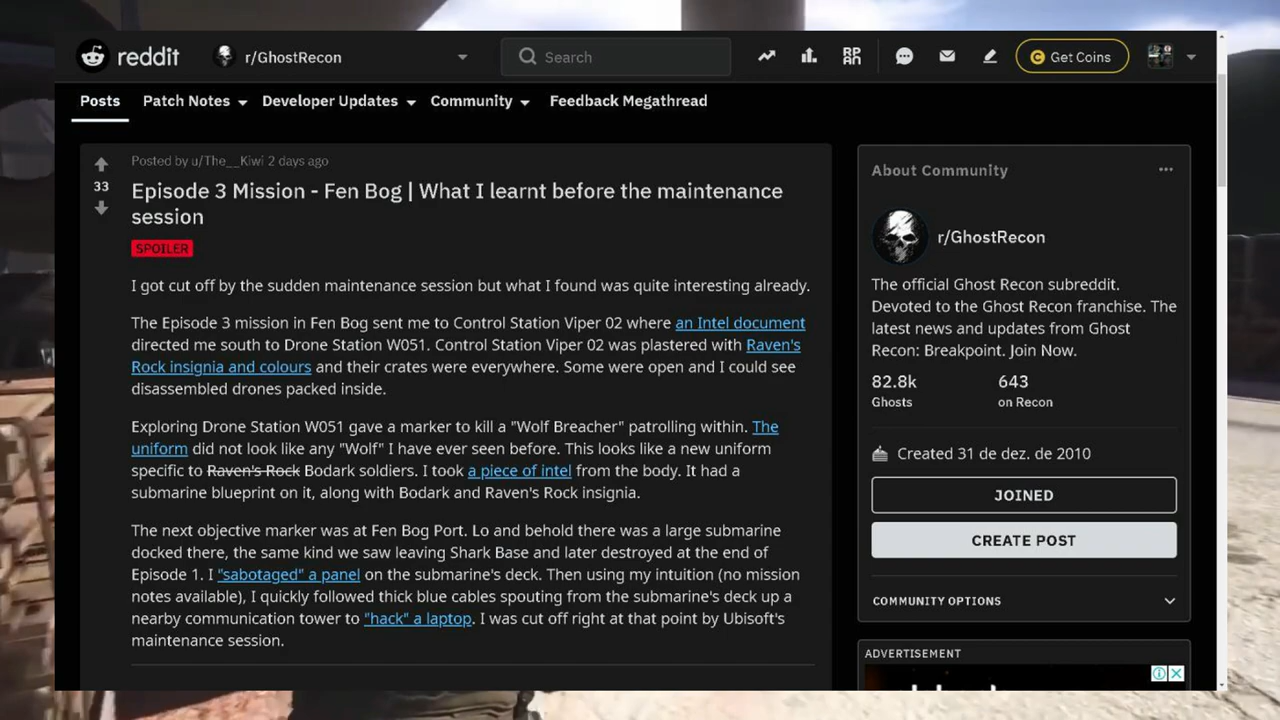 reddit
r/GhostRecon
Search
Get Coins
Posts
Patch Notes
Developer Updates
Community
Feedback Megathread
Posted by u/The__Kiwi 2 days ago
33
Episode 3 Mission - Fen Bog | What I learnt before the maintenance
session
SPOILER
I got cut off by the sudden maintenance session but what I found was quite interesting already.
The Episode 3 mission in Fen Bog sent me to Control Station Viper 02 where an Intel document
directed me south to Drone Station W051. Control Station Viper 02 was plastered with Raven's
Rock insignia and colours and their crates were everywhere. Some were open and I could see
disassembled drones packed inside.
Exploring Drone Station W051 gave a marker to kill a "Wolf Breacher" patrolling within. The
uniform did not look like any "Wolf" I have ever seen before. This looks like a new uniform
specific to Raven's Rock Bodark soldiers. I took a piece of intel from the body. It had a
submarine blueprint on it, along with Bodark and Raven's Rock insignia.
The next objective marker was at Fen Bog Port. Lo and behold there was a large submarine
docked there, the same kind we saw leaving Shark Base and later destroyed at the end of
Episode 1. I "sabotaged" a panel on the submarine's deck. Then using my intuition (no mission
notes available), I quickly followed thick blue cables spouting from the submarine's deck up a
nearby communication tower to "hack" a laptop. I was cut off right at that point by Ubisoft's
maintenance session.
About Community
r/GhostRecon
The official Ghost Recon subreddit.
Devoted to the Ghost Recon franchise. The
latest news and updates from Ghost
Recon: Breakpoint. Join Now.
82.8k 643
Ghosts on Recon
Created 31 de dez. de 2010
JOINED
CREATE POST
COMMUNITY OPTIONS
ADVERTISEMENT